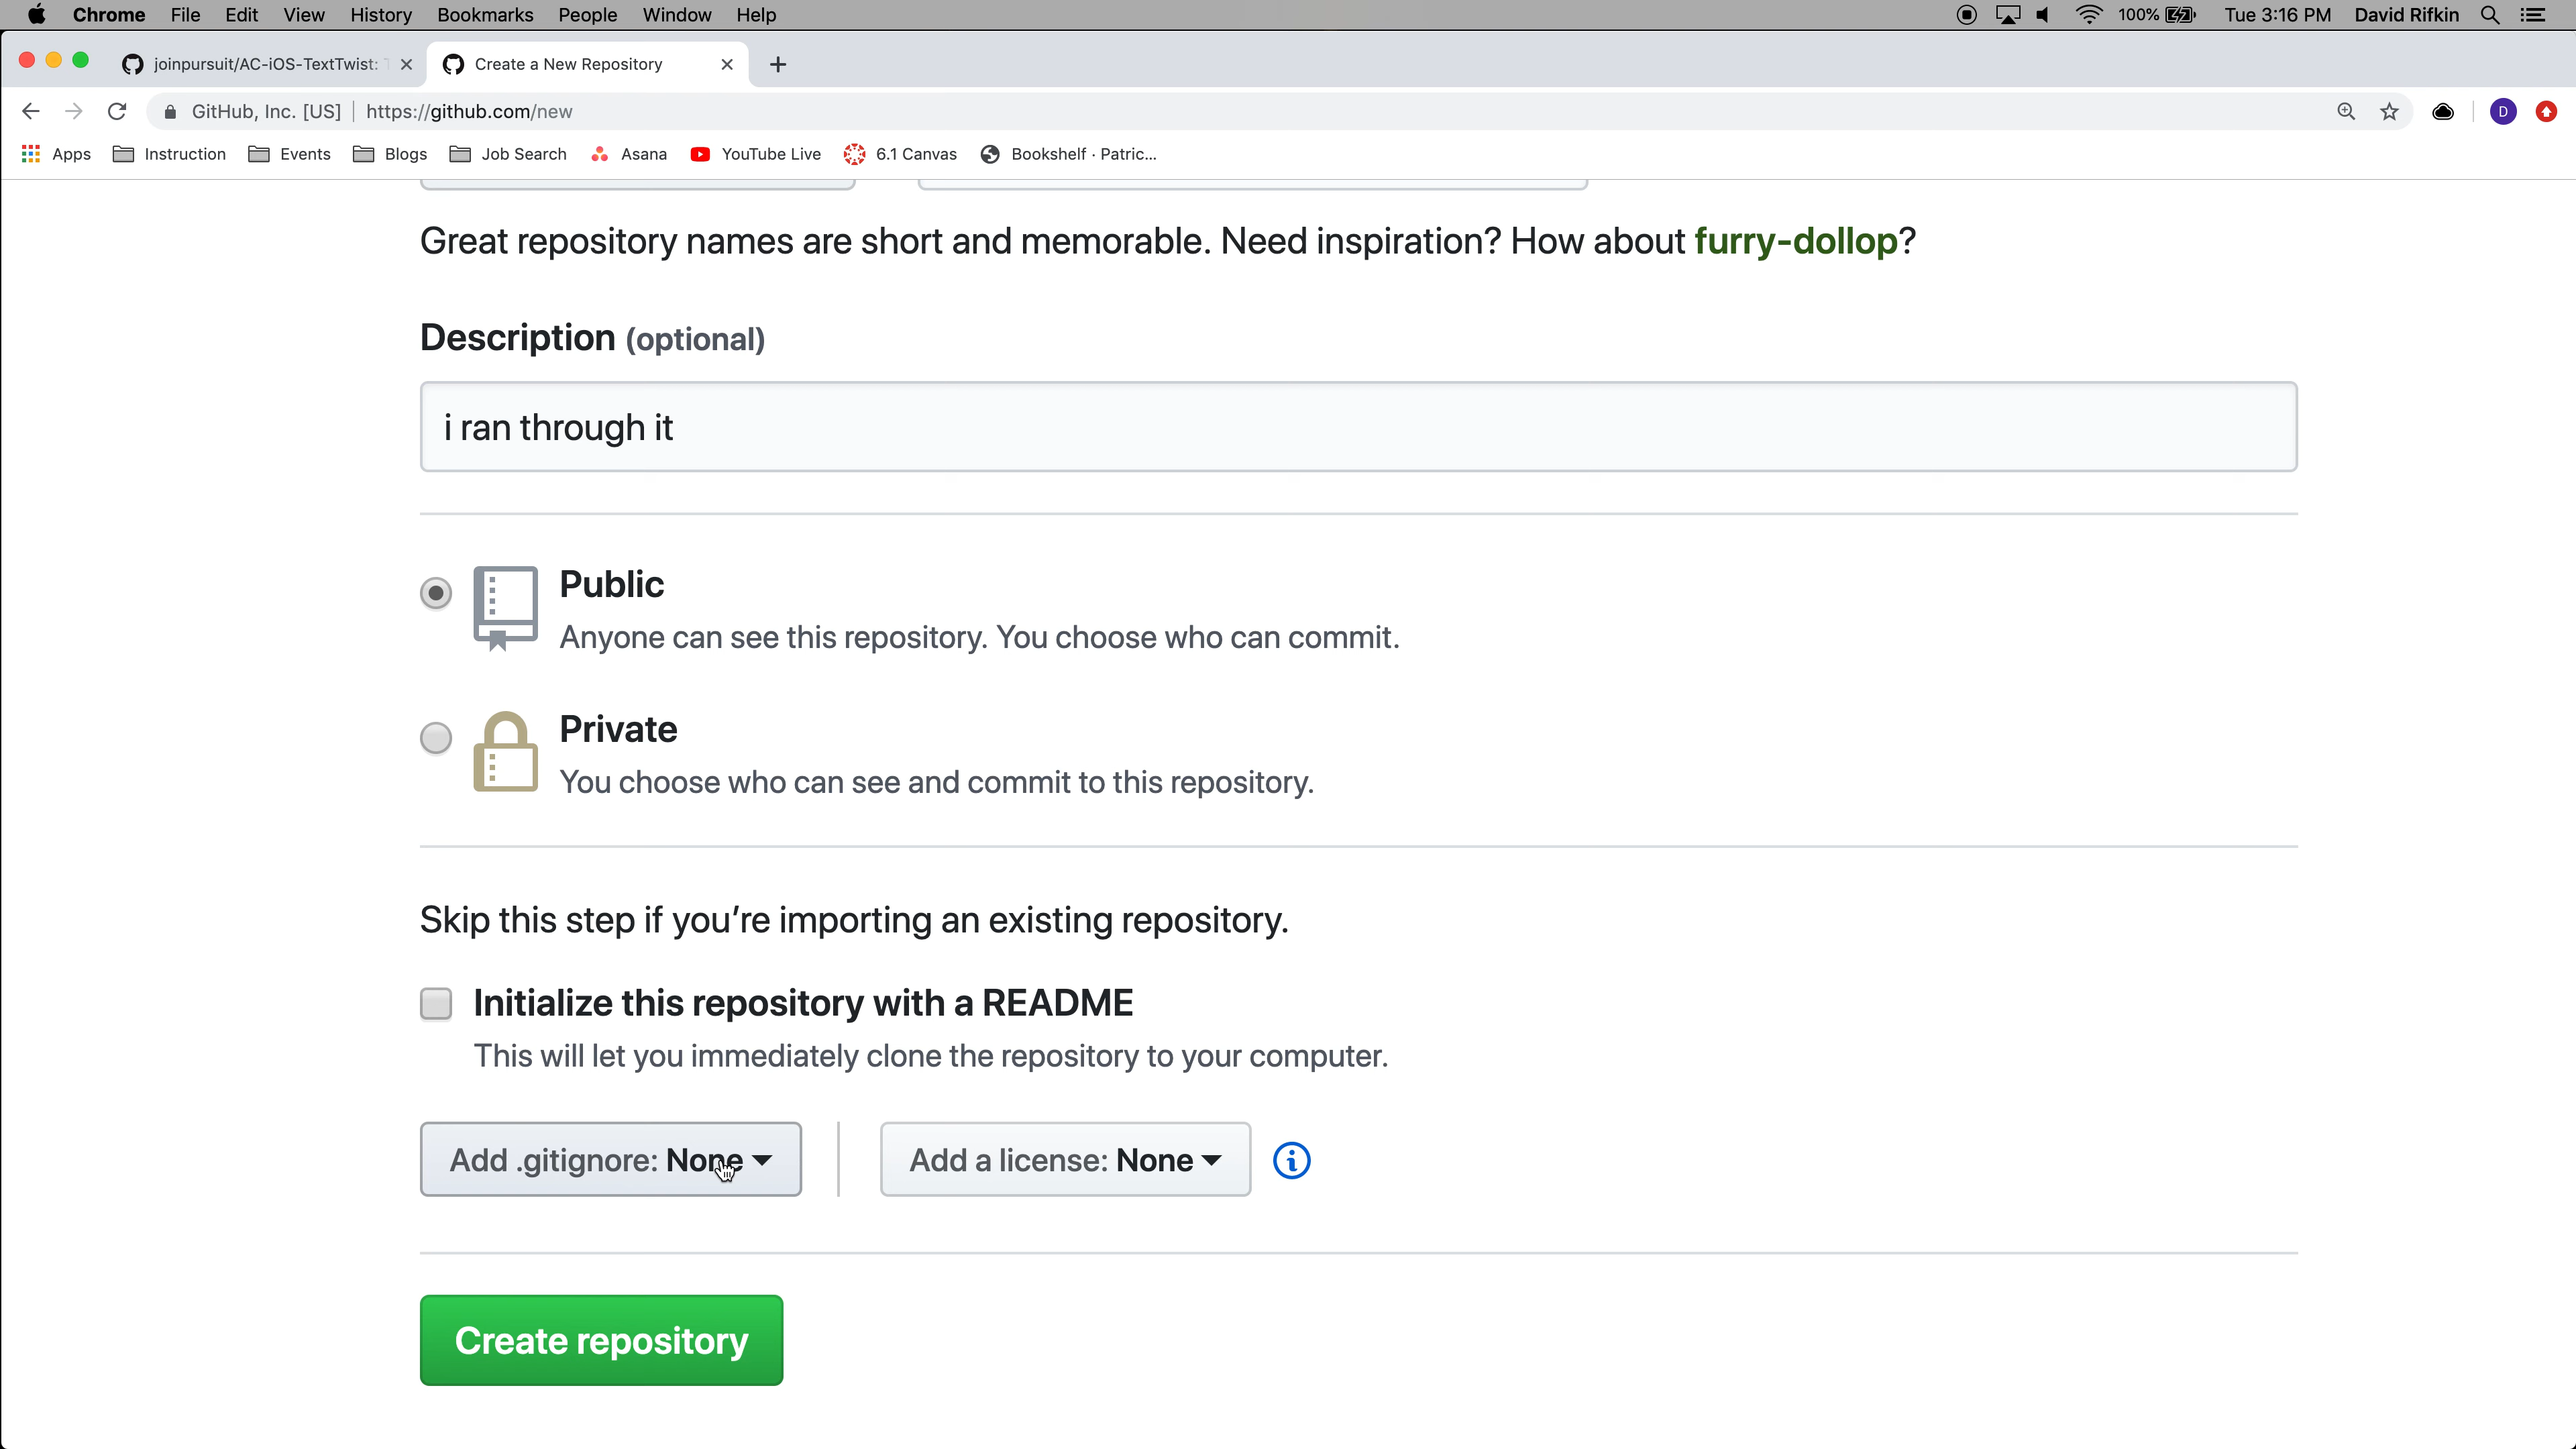 Chrome File Edit View History Bookmarks People Window Help 100% Tue 3:16 PM David Rifkin
joinpursuit/AC-iOS-TextTwist: Create a New Repository
GitHub, Inc. [US] https://github.com/new D
Apps Instruction Events Blogs Job Search Asana YouTube Live 6.1 Canvas Bookshelf · Patric...
Great repository names are short and memorable. Need inspiration? How about furry-dollop?
Description (optional)
i ran through it
Public
Anyone can see this repository. You choose who can commit.
Private
You choose who can see and commit to this repository.
Skip this step if you're importing an existing repository.
Initialize this repository with a README
This will let you immediately clone the repository to your computer.
Add .gitignore: None Add a license: None
Create repository